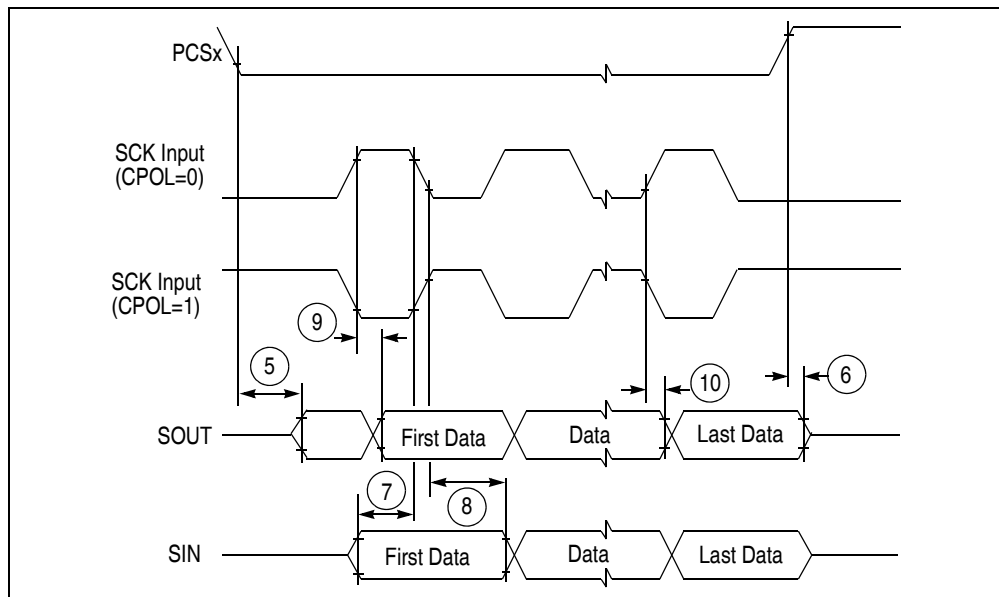 PCSx
SCK Input
(CPOL=0)
SCK Input
(CPOL=1)
9
5
10
6
SOUT
First Data
Data
Last Data
7
8
SIN
First Data
Data
Last Data